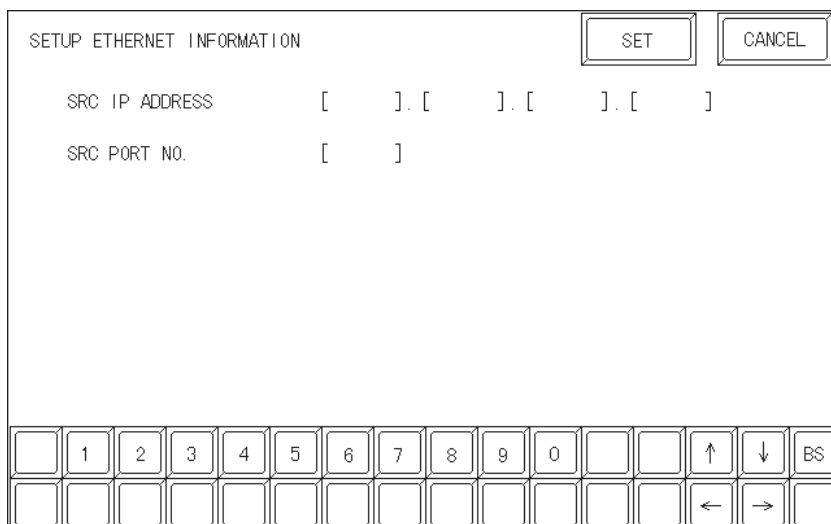 SETUP ETHERNET INFORMATION SET CANCEL
SRC IP ADDRESS [ ].[ ].[ ].[ ]
SRC PORT NO. [ ]
1 2 3 4 5 6 7 8 9 0 ↑ ↓ BS
← →